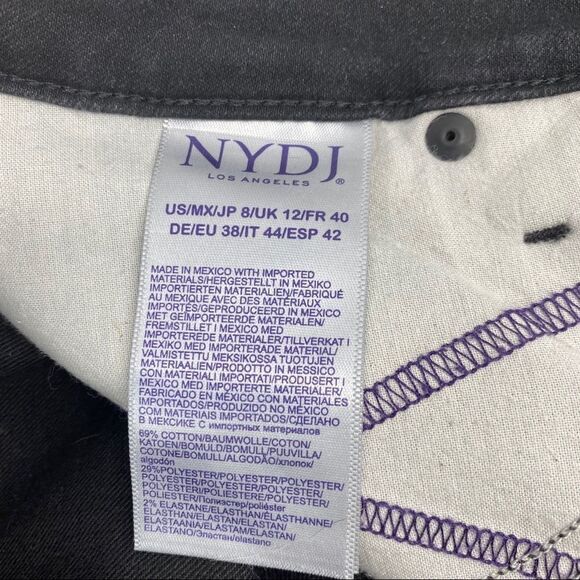 NYDJ
LOS ANGELES ®
US/MX/JP 8/UK 12/FR 40
DE/EU 38/IT 44/ESP 42
MADE IN MEXICO WITH IMPORTED
MATERIALS/HERGESTELLT IN MEXIKO
IMPORTIERTEN MATERIALIEN/FABRIQUÉ
AU MEXIQUE AVEC DES MATÉRIAUX
IMPORTÉS/GEPRODUCEERD IN MEXICO
MET GEÏMPORTEERDE MATERIALEN/
FREMSTILLET I MEXICO MED
IMPORTEREDE MATERIALER/TILLVERKAT I
MEXIKO MED IMPORTERADE MATERIAL/
VALMISTETTU MEKSIKOSSA TUOTUJEN
MATERIAALIEN/PRODOTTO IN MESSICO
CON MATERIALI IMPORTATI/PRODUSERT I
MEXICO MED IMPORTERTE MATERIALER/
FABRICADO EN MÉXICO CON MATERIALES
IMPORTADOS/PRODUZIDO NO MÉXICO
COM MATERIAIS IMPORTADOS/СДЕЛАНО
В МЕКСИКЕ С импортных материалов
69% COTTON/BAUMWOLLE/COTON/
KATOEN/BOMULD/BOMULL/PUUVILLA/
COTONE/BOMULL/ALGODÃO/хлопок/
algodón
29%POLYESTER/POLYESTER/POLYESTER/
POLYESTER/POLYESTER/POLYESTER/
POLYESTERI/POLIESTERE/POLYESTER/
POLIÉSTER/Полиэстер/poliéster
2% ELASTANE/ELASTHAN/ÉLASTHANNE/
ELASTHAAN/ELASTAN/ELASTAN/
ELASTAANI/ELASTAM/ELASTAN/
ELASTANO/Эластан/elastano